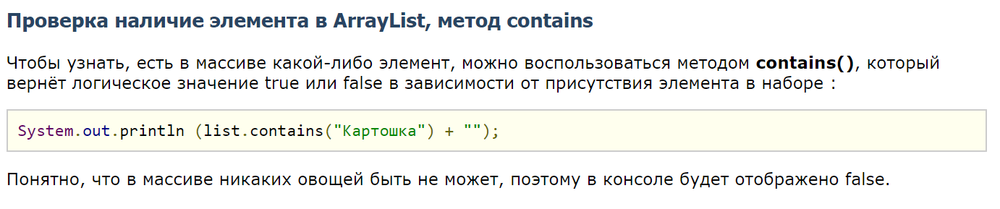 Проверка наличие элемента в ArrayList, метод contains
Чтобы узнать, есть в массиве какой-либо элемент, можно воспользоваться методом contains(), который
вернёт логическое значение true или false в зависимости от присутствия элемента в наборе :
System.out.println (list.contains("Картошка") + "");
Понятно, что в массиве никаких овощей быть не может, поэтому в консоле будет отображено false.